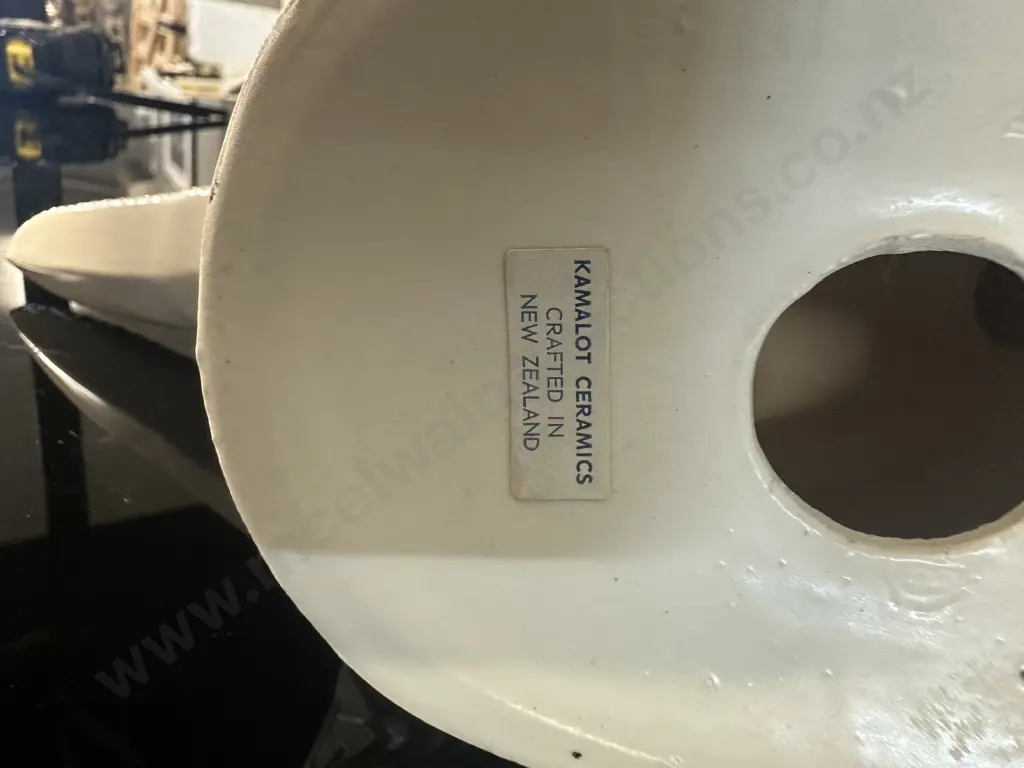 KAMALOT CERAMICS
CRAFTED IN
NEW ZEALAND